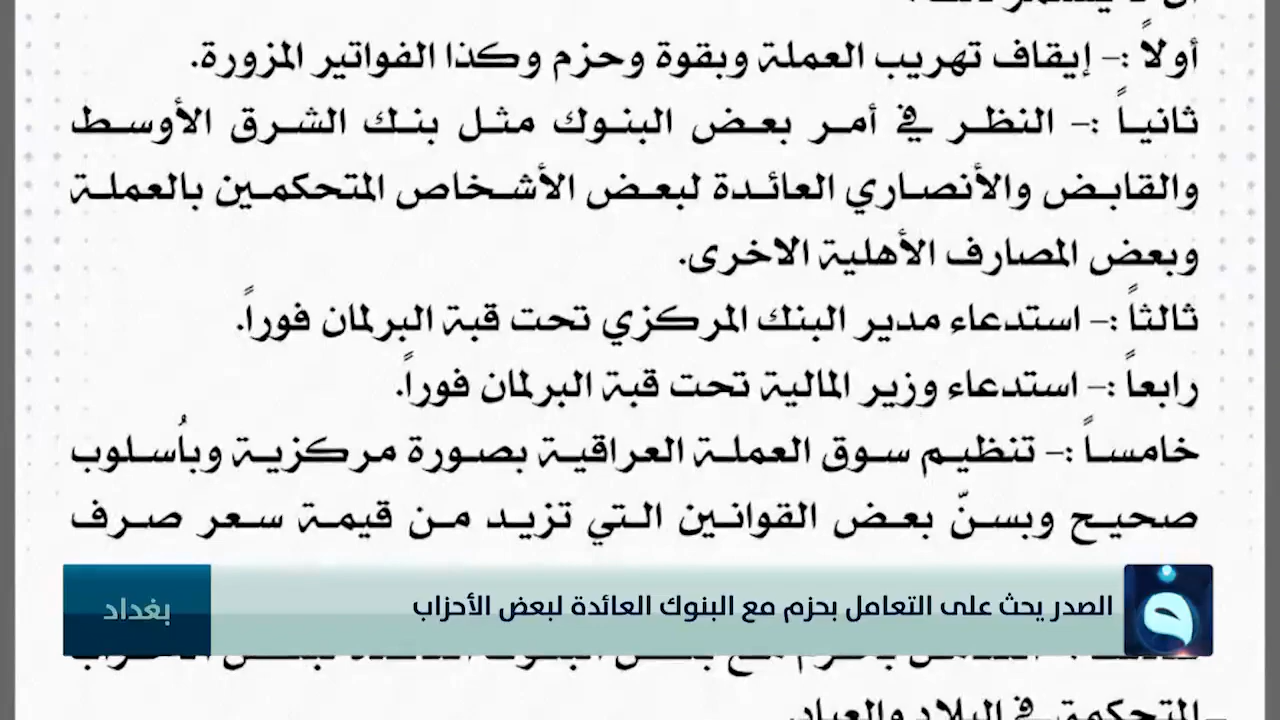 أولاً :- إيقاف تهريب العملة وبقوة وحزم وكذا الفواتير المزورة.
ثانياً :- النظر في أمر بعض البنوك مثل بنك الشرق الأوسط
والقابض والأنصاري العائدة لبعض الأشخاص المتحكمين بالعملة
وبعض المصارف الأهلية الاخرى.
ثالثاً :- استدعاء مدير البنك المركزي تحت قبة البرلمان فوراً.
رابعاً :- استدعاء وزير المالية تحت قبة البرلمان فوراً.
خامساً :- تنظيم سوق العملة العراقية بصورة مركزية وبأسلوب
صحيح وبسنّ بعض القوانين التي تزيد من قيمة سعر صرف
الصدر يحث على التعامل بحزم مع البنوك العائدة لبعض الأحزاب
بغداد
المتحكمة في البلاد والعباد.